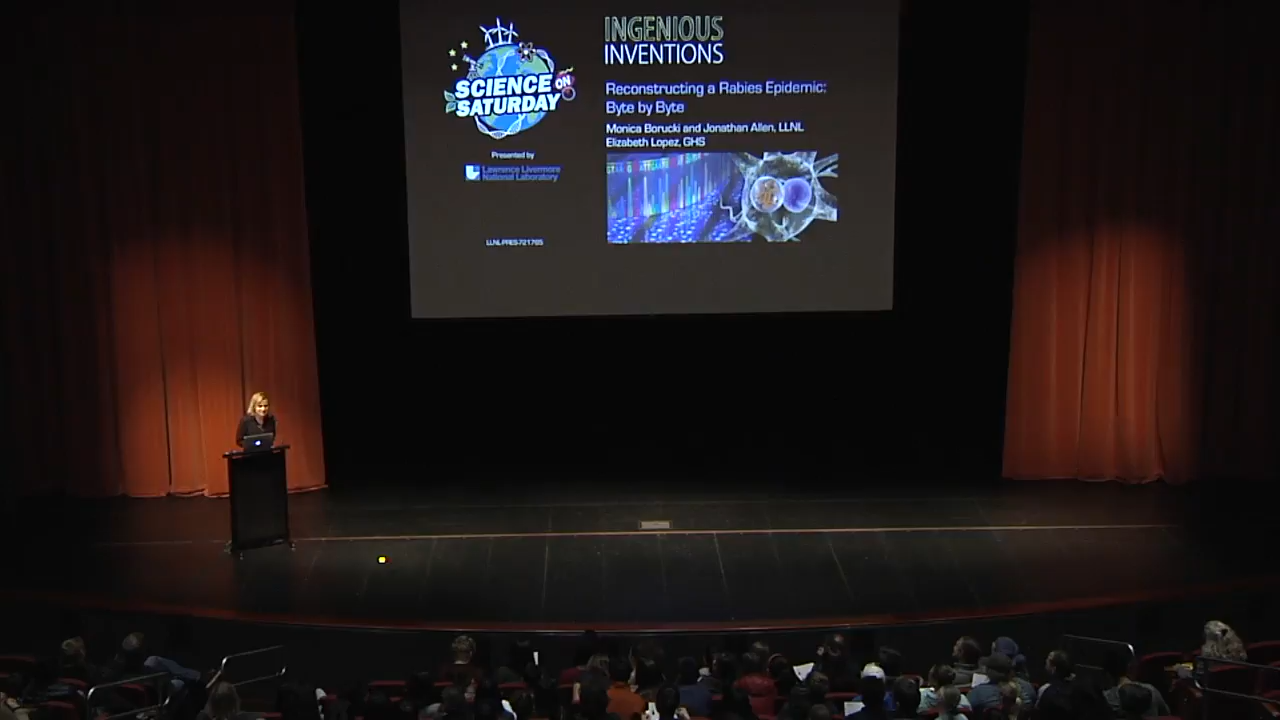 SCIENCE ON
SATURDAY
Presented by
Lawrence Livermore
National Laboratory
LLNL-PRES-721765
INGENIOUS
INVENTIONS
Reconstructing a Rabies Epidemic:
Byte by Byte
Monica Borucki and Jonathan Allen, LLNL
Elizabeth Lopez, GHS